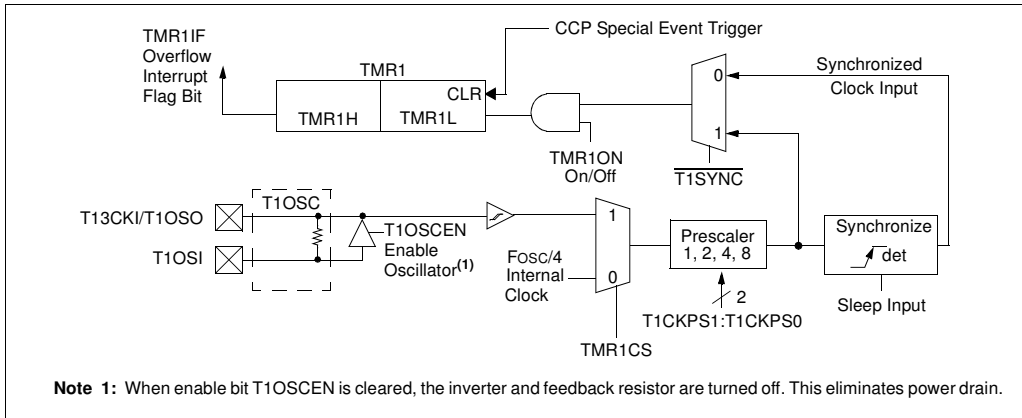 CCP Special Event Trigger
TMR1IF
Overflow
Interrupt
Flag Bit
TMR1
CLR
TMR1H
TMR1L
TMR1ON
On/Off
0
1
T1SYNC
Synchronized
Clock Input
T1OSC
T13CKI/T1OSO
T1OSI
T1OSCEN
Enable
Oscillator(1)
FOSC/4
Internal
Clock
1
0
TMR1CS
Prescaler
1, 2, 4, 8
2
T1CKPS1:T1CKPS0
Synchronize
det
Sleep Input
Note 1: When enable bit T1OSCEN is cleared, the inverter and feedback resistor are turned off. This eliminates power drain.